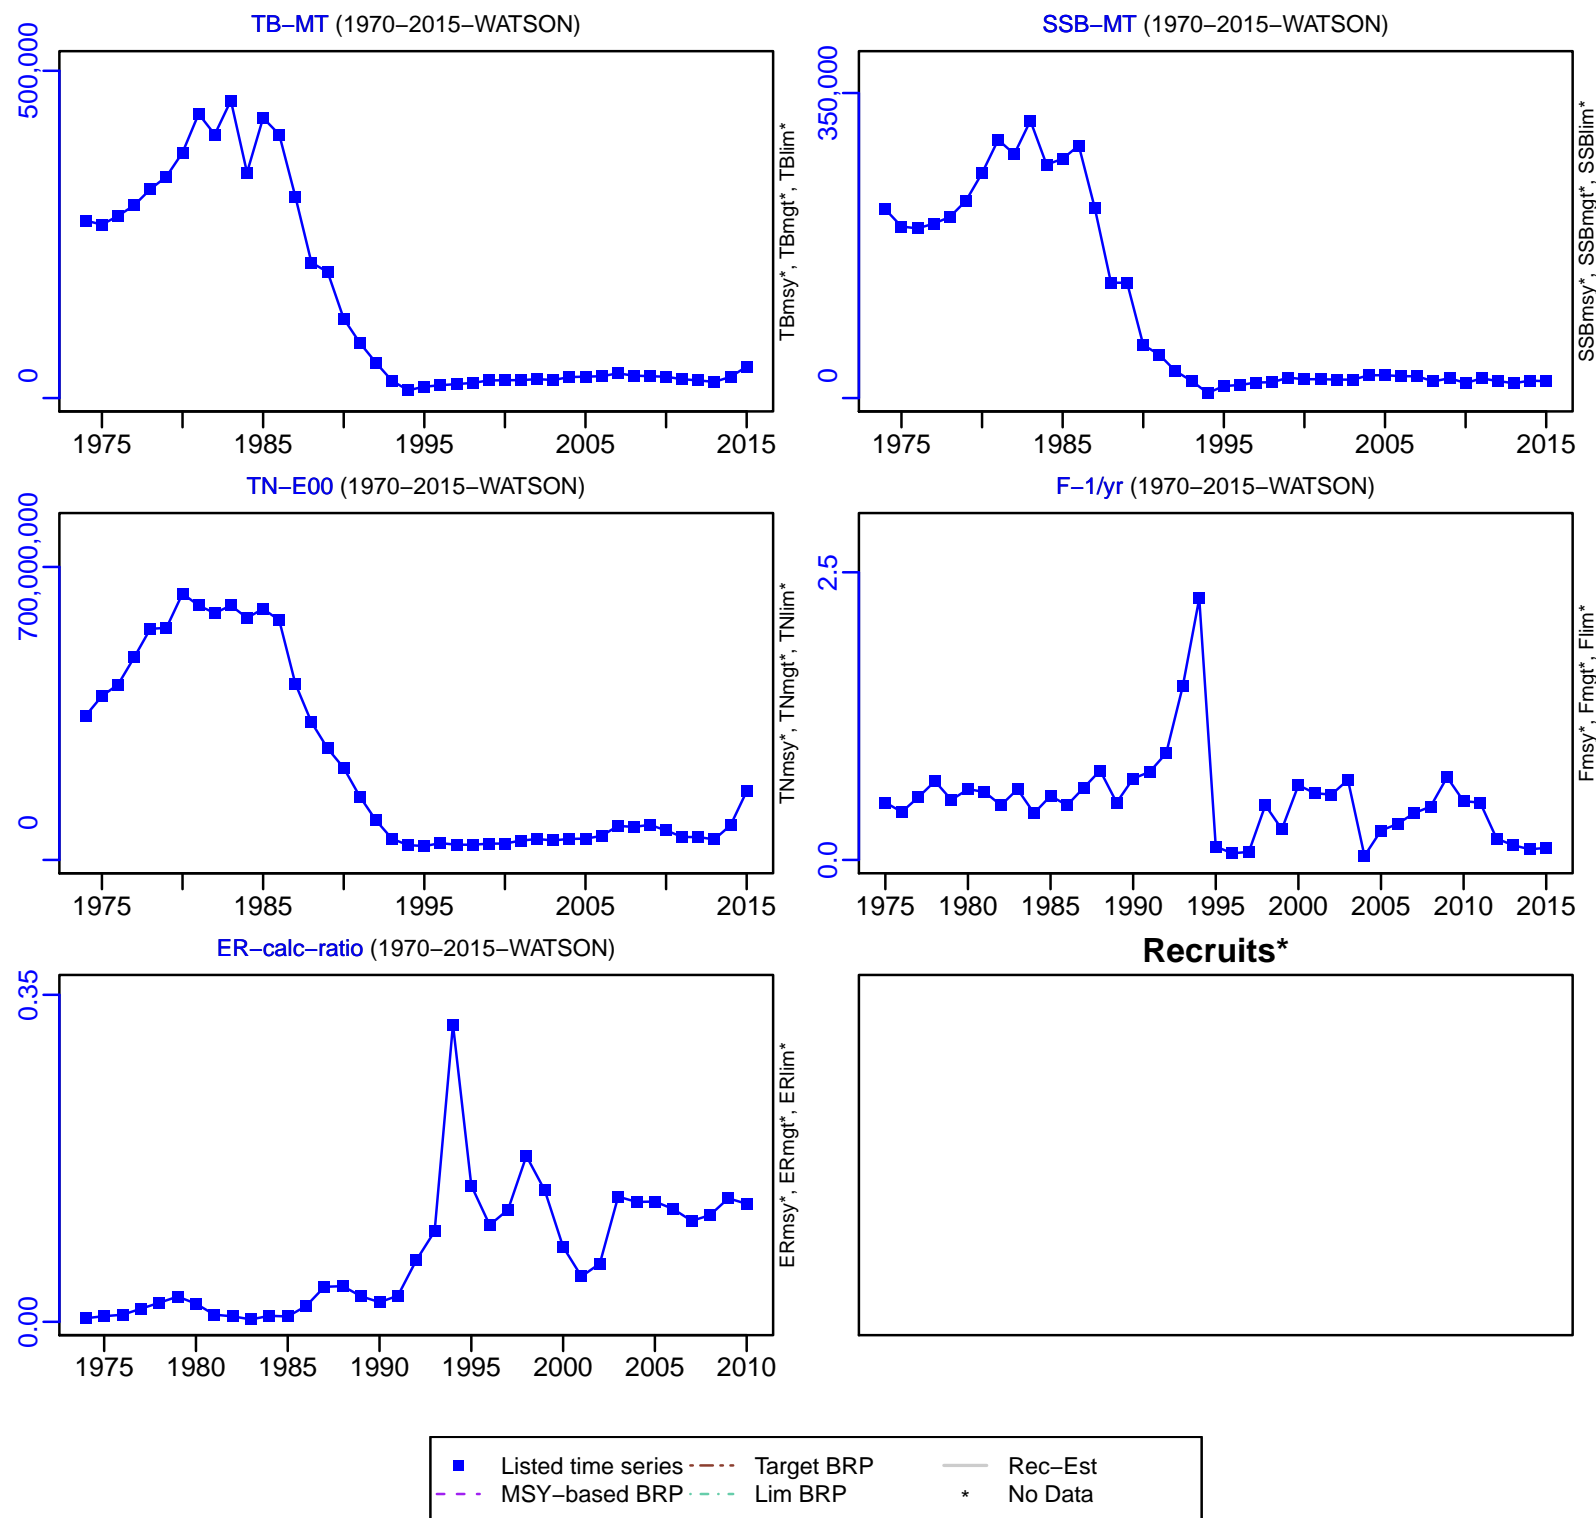 TB−MT (1970−2015−WATSON)
500,000
0
TBmsy*, TBmgt*, TBlim*
1975 1985 1995 2005 2015
SSB−MT (1970−2015−WATSON)
350,000
0
SSBmsy*, SSBmgt*, SSBlim*
1975 1985 1995 2005 2015
TN−E00 (1970−2015−WATSON)
700,000,000
0
TNmsy*, TNmgt*, TNlim*
1975 1985 1995 2005 2015
F−1/yr (1970−2015−WATSON)
2.5
0.0
Fmsy*, Fmgt*, Flim*
1975 1980 1985 1990 1995 2000 2005 2010 2015
ER−calc−ratio (1970−2015−WATSON)
0.35
0.00
ERmsy*, ERmgt*, ERlim*
1975 1980 1985 1990 1995 2000 2005 2010
Recruits*
Listed time series Target BRP Rec−Est
MSY−based BRP Lim BRP * No Data